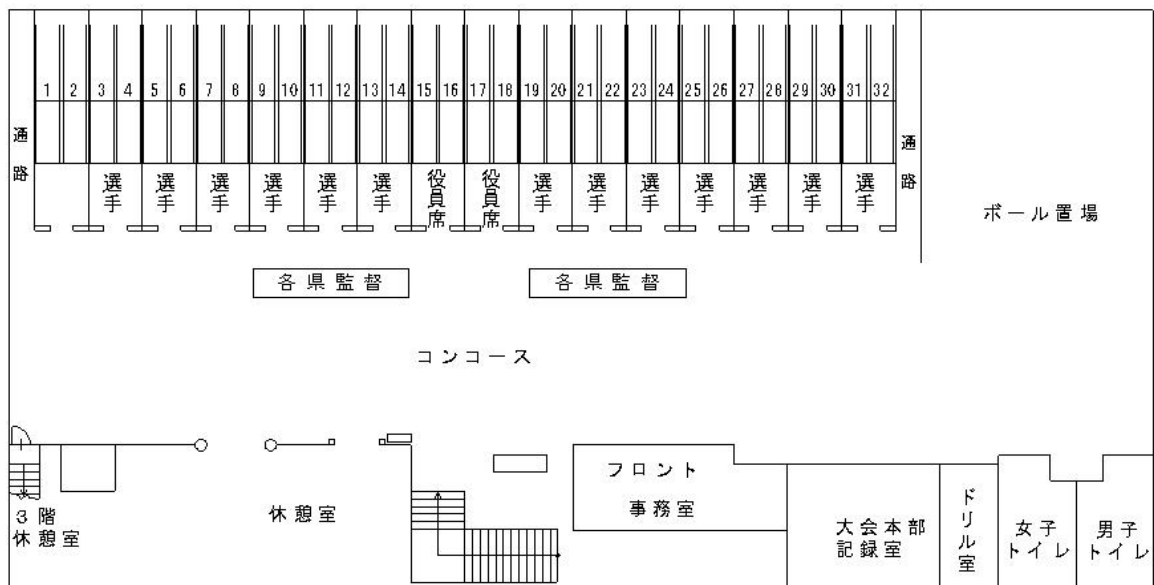 1 2 3 4 5 6 7 8 9 10 11 12 13 14 15 16 17 18 19 20 21 22 23 24 25 26 27 28 29 30 31 32
通路
選手
選手
選手
選手
選手
選手
役員席
役員席
選手
選手
選手
選手
選手
選手
選手
通路
ボール置場
各県監督
各県監督
コンコース
3階
休憩室
休憩室
フロント
事務室
大会本部
記録室
ドリル室
女子
トイレ
男子
トイレ